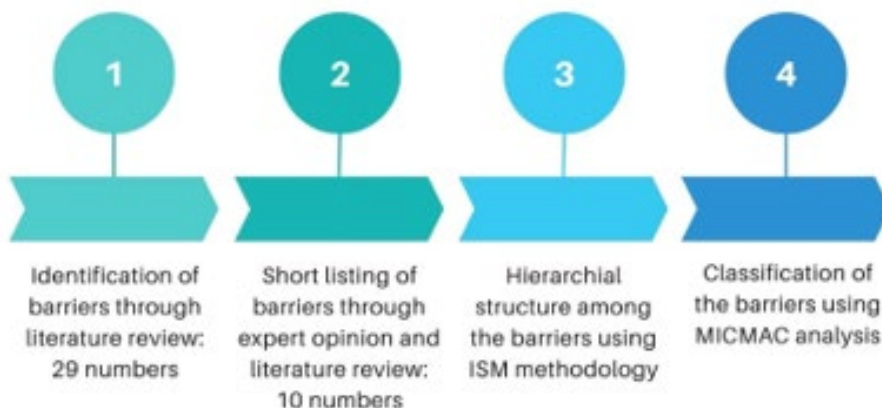 1
2
3
4
Identification of
barriers through
literature review:
29 numbers
Short listing of
barriers through
expert opinion and
literature review:
10 numbers
Hierarchial
structure among
the barriers using
ISM methodology
Classification of
the barriers using
MICMAC analysis